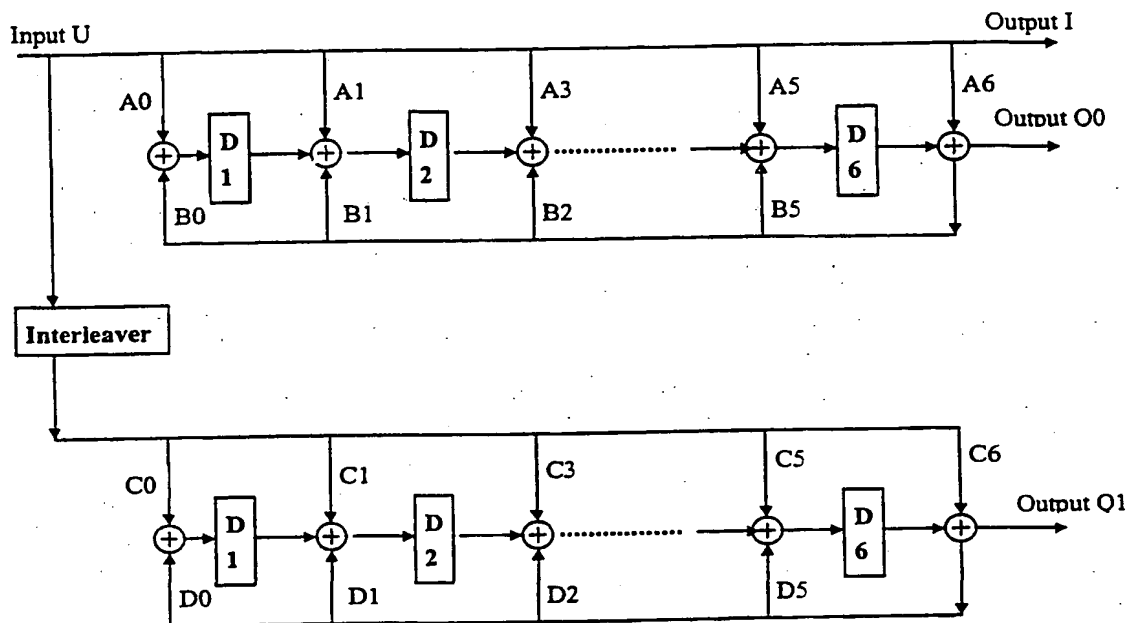 Input U
Output I
A0
A1
A3
A5
A6
D
1
D
2
D
6
Output Q0
B0
B1
B2
B5
Interleaver
C0
C1
C3
C5
C6
D
1
D
2
D
6
Output Q1
D0
D1
D2
D5